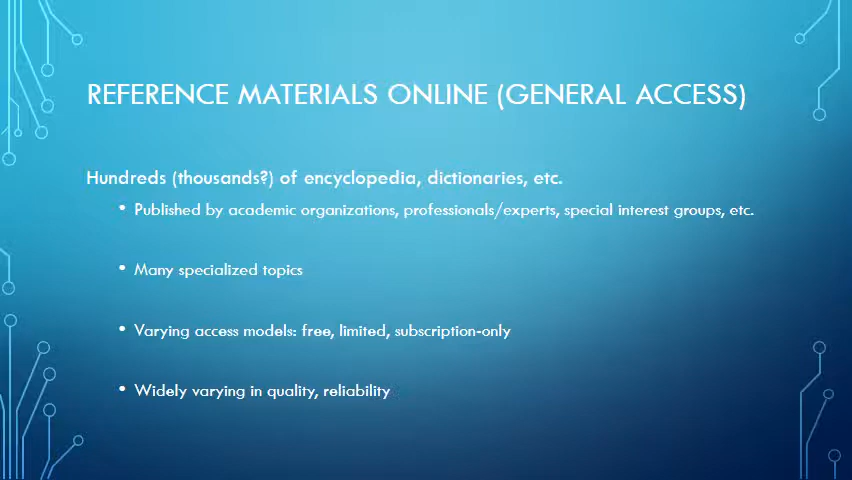 REFERENCE MATERIALS ONLINE (GENERAL ACCESS)
Hundreds (thousands?) of encyclopedia, dictionaries, etc.
• Published by academic organizations, professionals/experts, special interest groups, etc.
• Many specialized topics
• Varying access models: free, limited, subscription-only
• Widely varying in quality, reliability